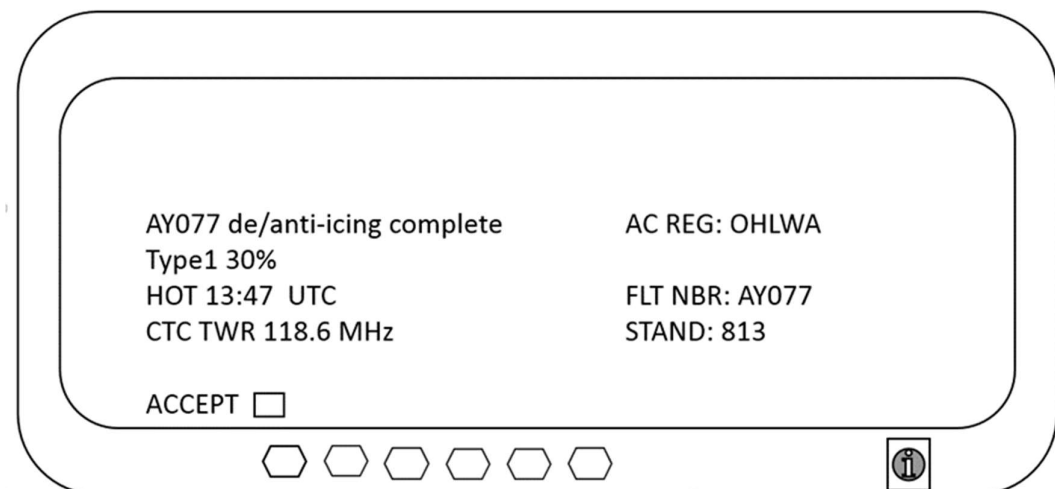 AY077 de/anti-icing complete
Type1 30%
HOT 13:47 UTC
CTC TWR 118.6 MHz
ACCEPT
AC REG: OHLWA
FLT NBR: AY077
STAND: 813
i